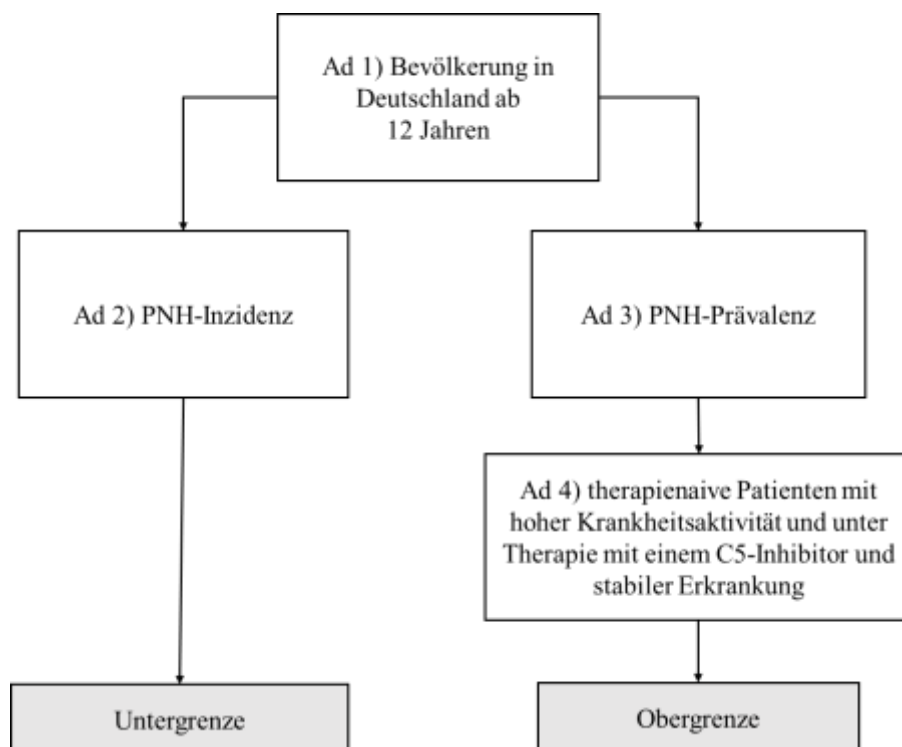 Ad 1) Bevölkerung in
Deutschland ab
12 Jahren
Ad 2) PNH-Inzidenz
Ad 3) PNH-Prävalenz
Ad 4) therapienaive Patienten mit
hoher Krankheitsaktivität und unter
Therapie mit einem C5-Inhibitor und
stabiler Erkrankung
Untergrenze
Obergrenze